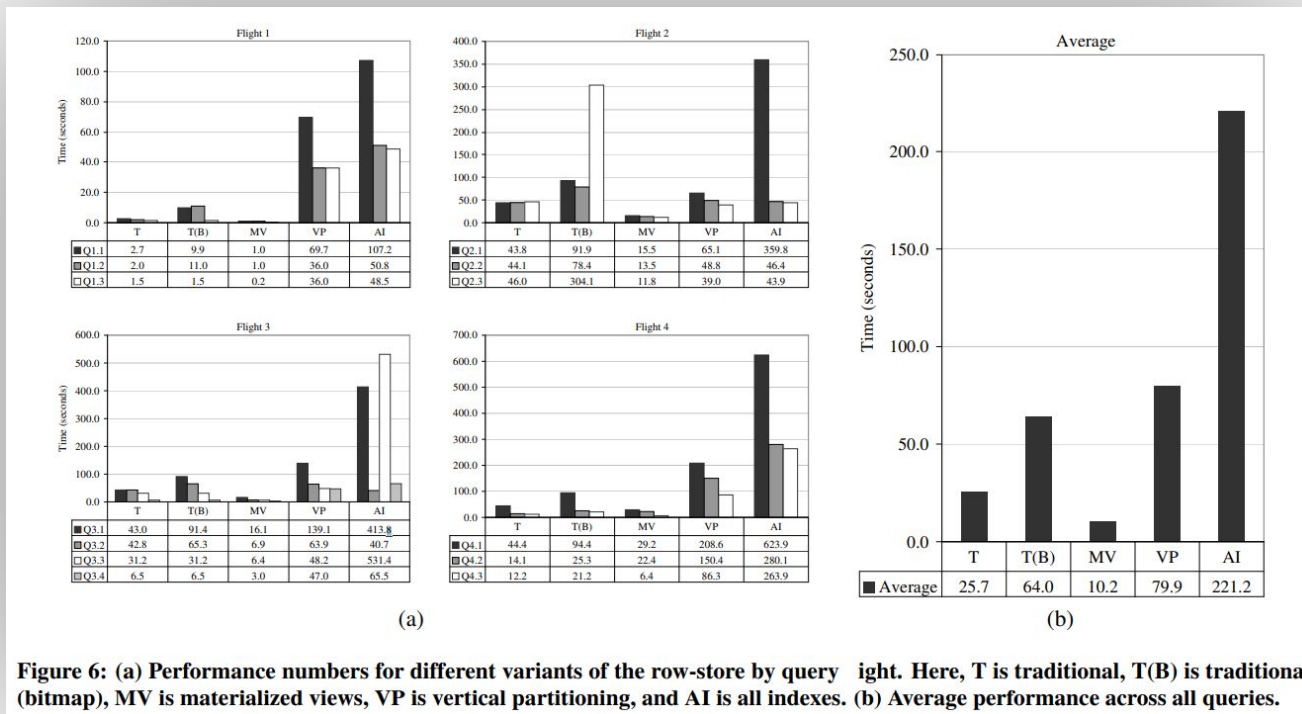 Flight 1
120.0
100.0
80.0
60.0
40.0
20.0
0.0
Time (seconds)
T T(B) MV VP AI
Q1.1 2.7 9.9 1.0 69.7 107.2
Q1.2 2.0 11.0 1.0 36.0 50.8
Q1.3 1.5 1.5 0.2 36.0 48.5
Flight 2
400.0
350.0
300.0
250.0
200.0
150.0
100.0
50.0
0.0
T T(B) MV VP AI
Q2.1 43.8 91.9 15.5 65.1 359.8
Q2.2 44.1 78.4 13.5 48.8 46.4
Q2.3 46.0 304.1 11.8 39.0 43.9
Flight 3
600.0
500.0
400.0
300.0
200.0
100.0
0.0
Time (seconds)
T T(B) MV VP AI
Q3.1 43.0 91.4 16.1 139.1 413.8
Q3.2 42.8 65.3 6.9 63.9 40.7
Q3.3 31.2 31.2 6.4 48.2 531.4
Q3.4 6.5 6.5 3.0 47.0 65.5
Flight 4
700.0
600.0
500.0
400.0
300.0
200.0
100.0
0.0
T T(B) MV VP AI
Q4.1 44.4 94.4 29.2 208.6 623.9
Q4.2 14.1 25.3 22.4 150.4 280.1
Q4.3 12.2 21.2 6.4 86.3 263.9
(a)
Average
250.0
200.0
150.0
100.0
50.0
0.0
Time (seconds)
T T(B) MV VP AI
Average 25.7 64.0 10.2 79.9 221.2
(b)
Figure 6: (a) Performance numbers for different variants of the row-store by query ight. Here, T is traditional, T(B) is traditiona
(bitmap), MV is materialized views, VP is vertical partitioning, and AI is all indexes. (b) Average performance across all queries.